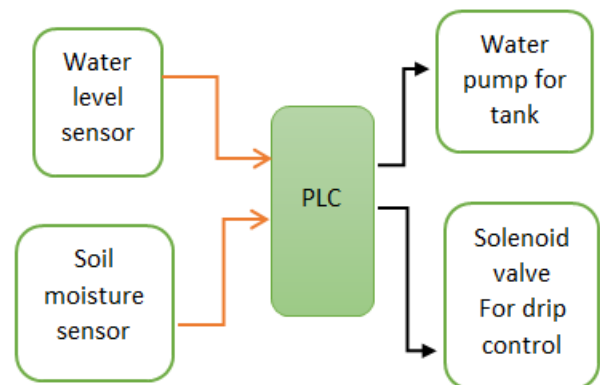 Water
level
sensor
Soil
moisture
sensor
PLC
Water
pump for
tank
Solenoid
valve
For drip
control